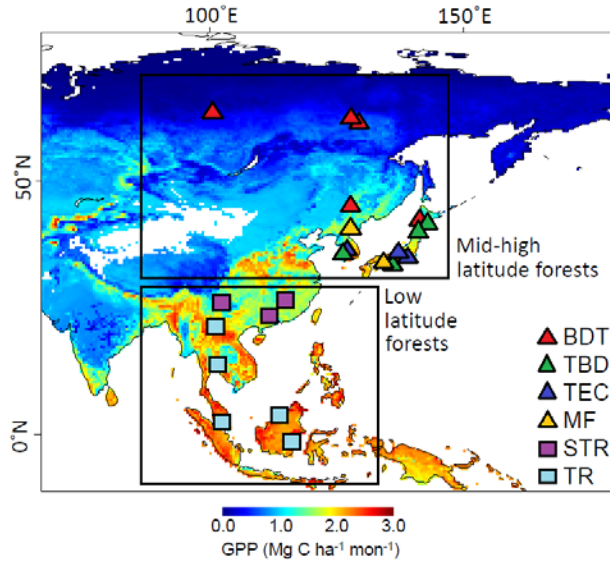 100°E
150°E
50°N
0°N
Mid-high
latitude forests
Low
latitude
forests
BDT
TBD
TEC
MF
STR
TR
0.0
1.0
2.0
3.0
GPP (Mg C ha⁻¹ mon⁻¹)